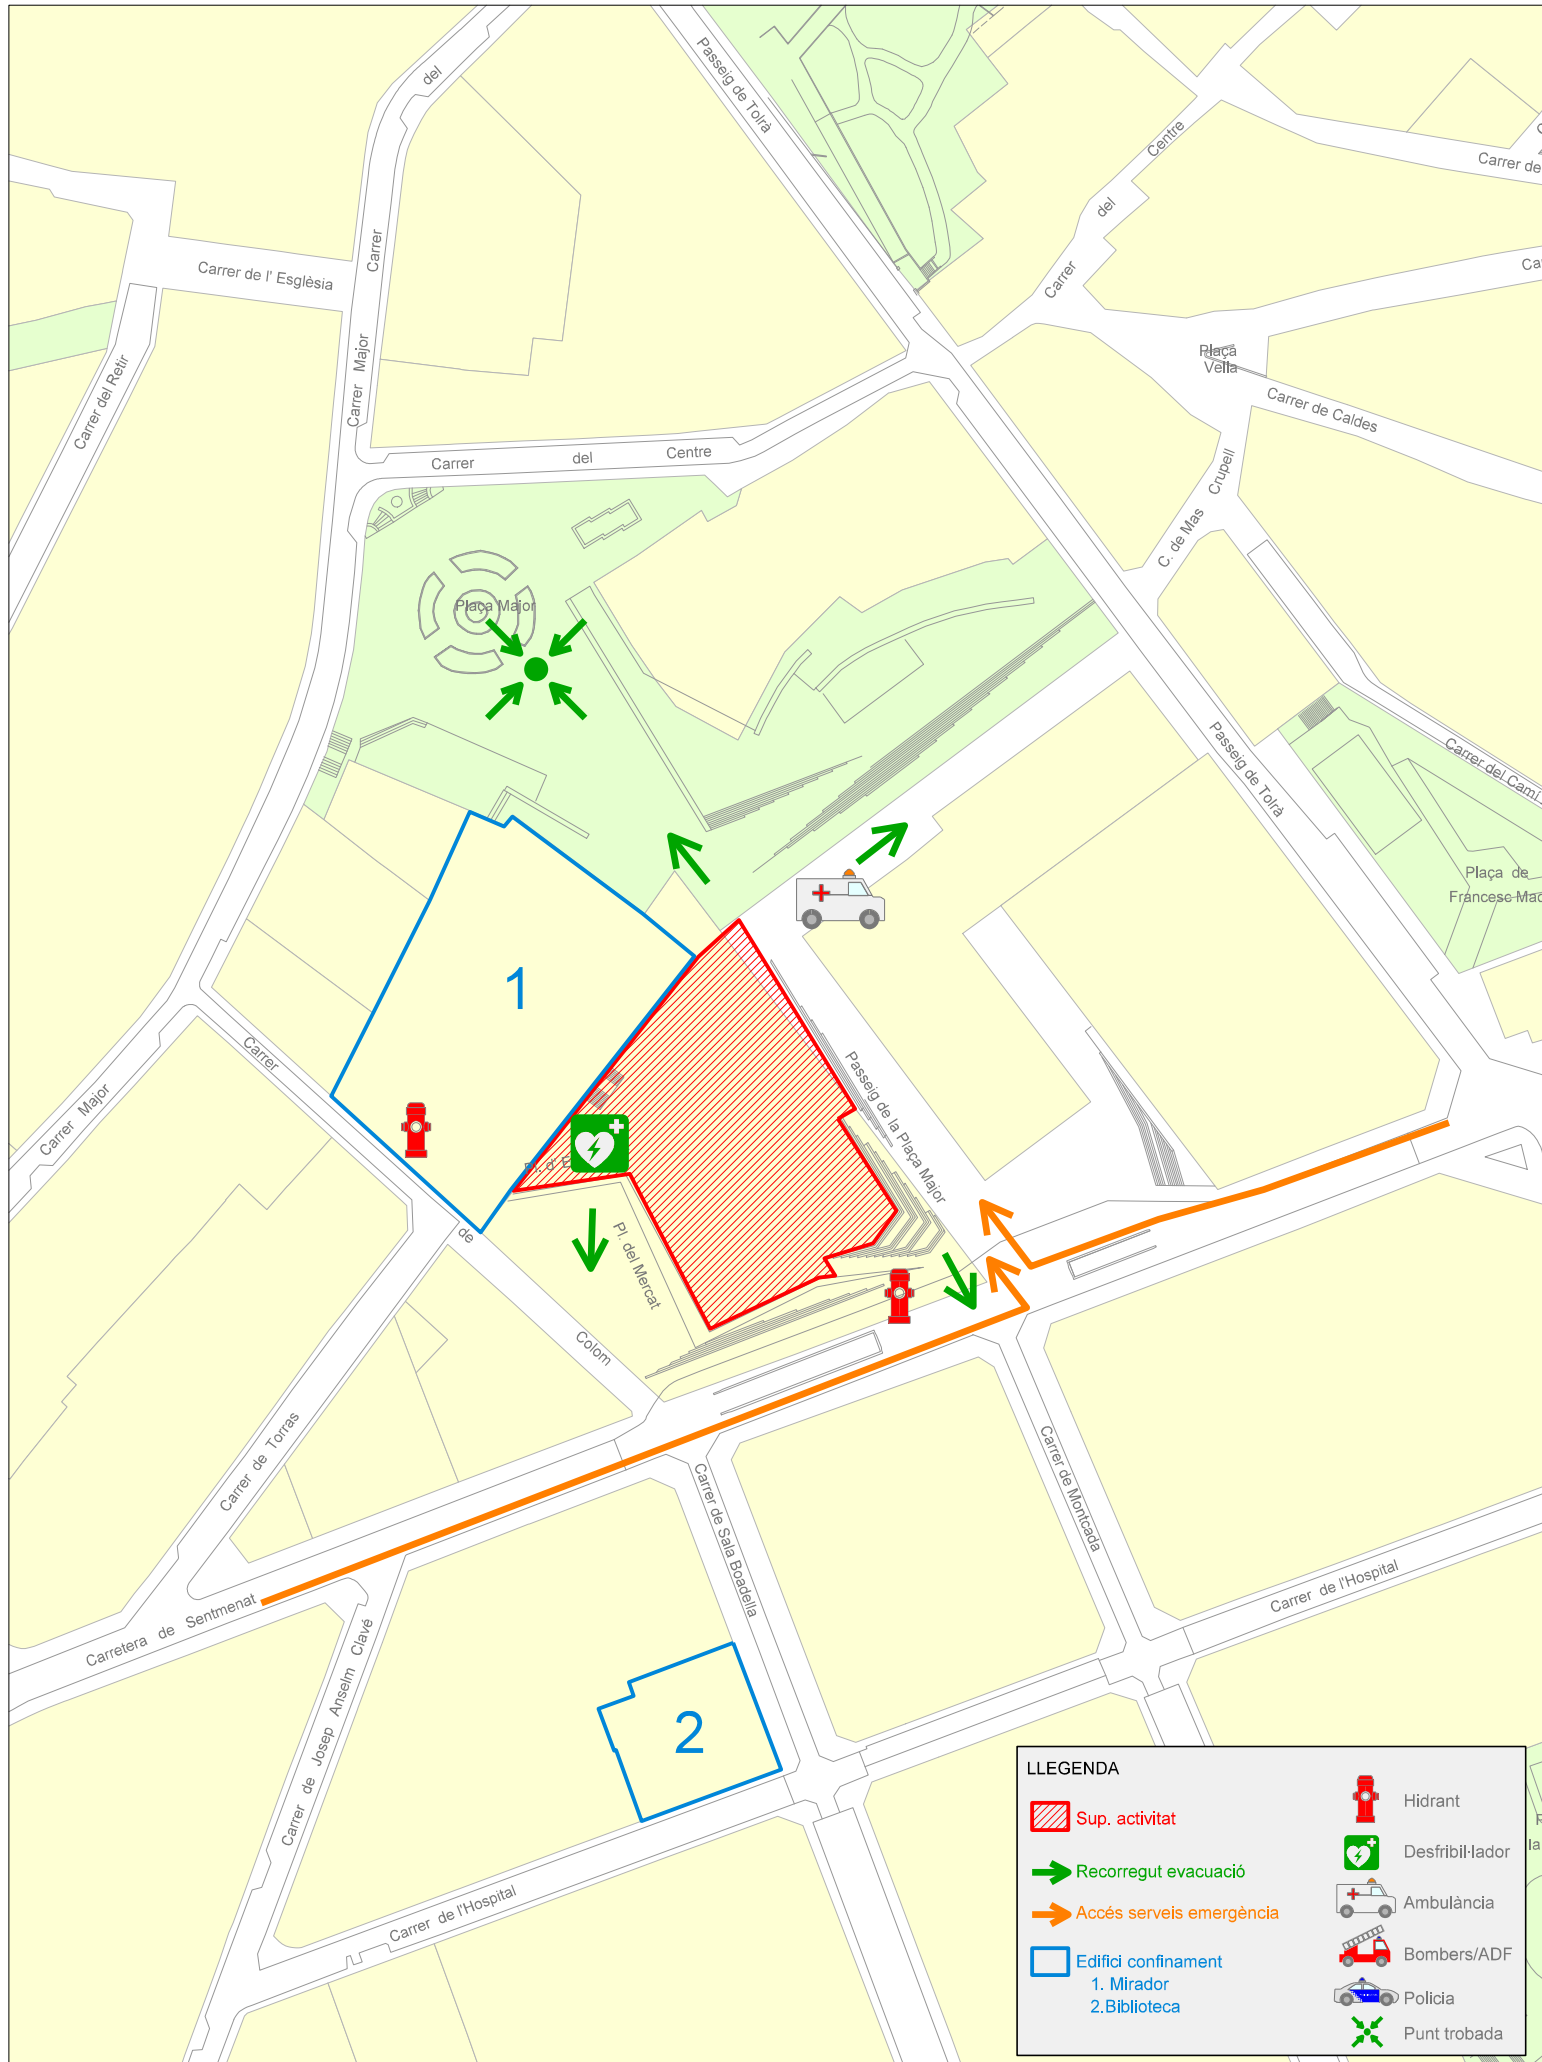 del
Passeig de Tolrà
Centre
del
Carrer
Carrer de
Carrer de l' Església
Carrer
Major
Carrer
Carrer del Retir
Plaça
Vella
Carrer de Caldes
Carrer del Centre
C. de Mas Crupell
Plaça Major
Passeig de Tolrà
Carrer del Camí
Plaça de
Francesc Mac
1
Carrer
de
Colom
Carrer Major
Passeig de la Plaça Major
Pl. d' E
Pl. del Mercat
Carrer de Torras
Carretera de Sentmenat
Carrer de Sala Boadella
Carrer de Montcada
Carrer de l'Hospital
Carrer de Josep Anselm Clavé
2
Carrer de l'Hospital
LLEGENDA
Sup. activitat
Recorregut evacuació
Accés serveis emergència
Edifici confinament
1. Mirador
2.Biblioteca
Hidrant
Desfribil·lador
Ambulància
Bombers/ADF
Policia
Punt trobada